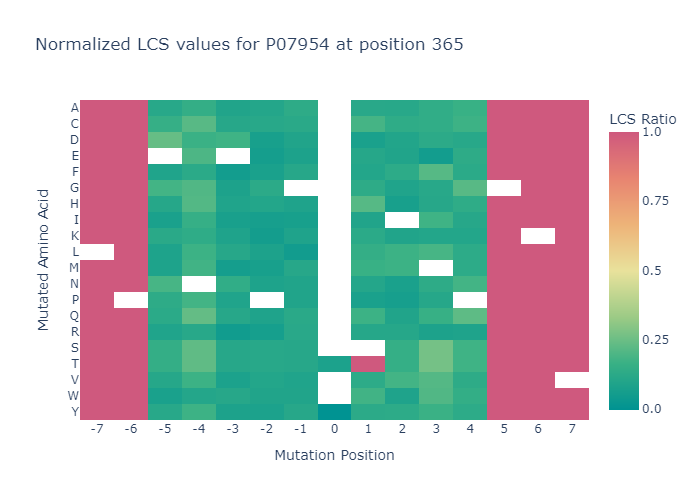 Normalized LCS values for P07954 at position 365
LCS Ratio
Mutated Amino Acid
A
C
D
E
F
G
H
I
K
L
M
N
P
Q
R
S
T
V
W
Y
1.0
0.75
0.5
0.25
0.0
-7 -6 -5 -4 -3 -2 -1 0 1 2 3 4 5 6 7
Mutation Position